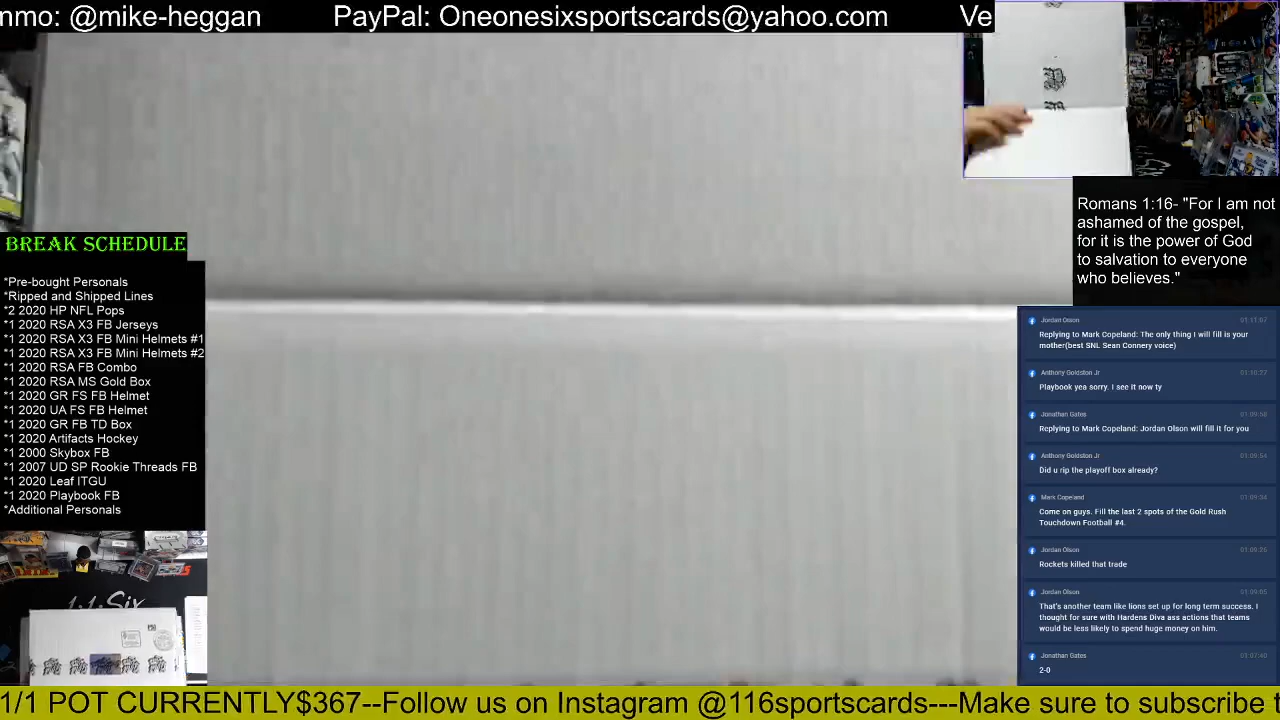 nmo: @mike-heggan PayPal: Oneonesixsportscards@yahoo.com Ve
Romans 1:16- "For I am not
ashamed of the gospel,
for it is the power of God
to salvation to everyone
who believes."
BREAK SCHEDULE
*Pre-bought Personals
*Ripped and Shipped Lines
*2 2020 HP NFL Pops
*1 2020 RSA X3 FB Jerseys
*1 2020 RSA X3 FB Mini Helmets #1
*1 2020 RSA X3 FB Mini Helmets #2
*1 2020 RSA FB Combo
*1 2020 RSA MS Gold Box
*1 2020 GR FS FB Helmet
*1 2020 UA FS FB Helmet
*1 2020 GR FB TD Box
*1 2020 Artifacts Hockey
*1 2000 Skybox FB
*1 2007 UD SP Rookie Threads FB
*1 2020 Leaf ITGU
*1 2020 Playbook FB
*Additional Personals
Jordan Olson
Replying to Mark Copeland: The only thing I will fill is your
mother(best SNL Sean Connery voice)
Anthony Goldston Jr
Playbook yea sorry. I see it now ty
Jonathan Gates
Replying to Mark Copeland: Jordan Olson will fill it for you
Anthony Goldston Jr
Did u rip the playoff box already?
Mark Copeland
Come on guys. Fill the last 2 spots of the Gold Rush
Touchdown Football #4.
Jordan Olson
Rockets killed that trade
Jordan Olson
That's another team like lions set up for long term success. I
thought for sure with Hardens Diva ass actions that teams
would be less likely to spend huge money on him.
Jonathan Gates
2-0
1.1.Six
1/1 POT CURRENTLY$367--Follow us on Instagram @116sportscards---Make sure to subscribe t